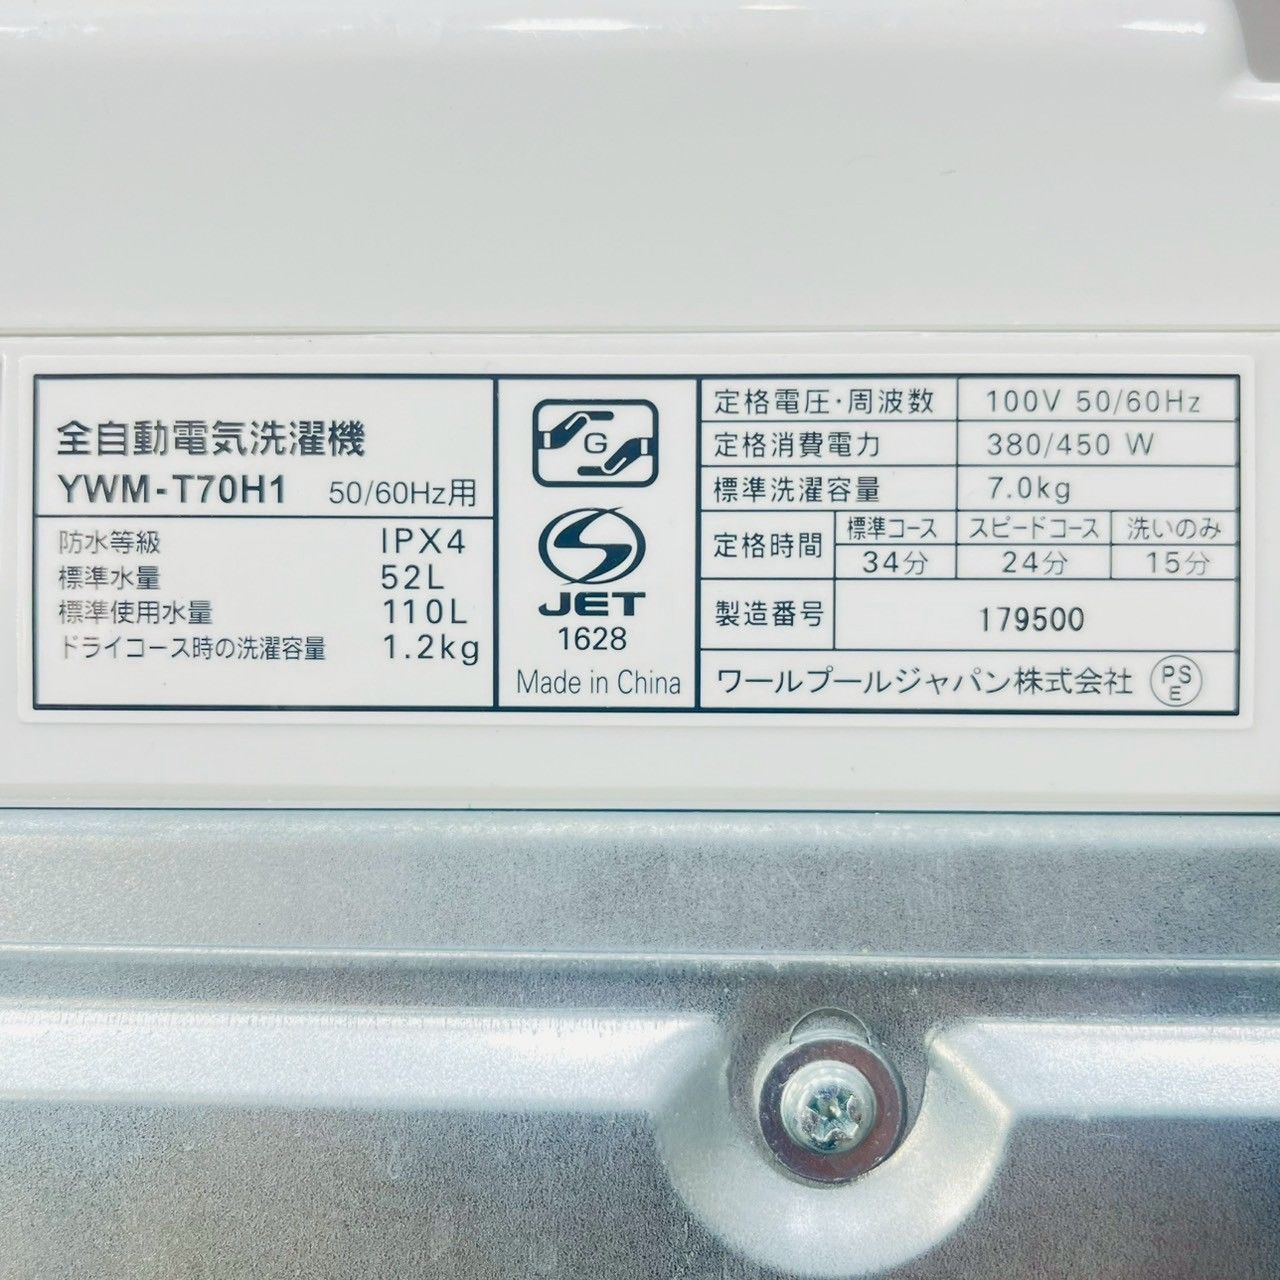 全自動電気洗濯機
YWM-T70H1 50/60Hz用
防水等級 IPX4
標準水量 52L
標準使用水量 110L
ドライコース時の洗濯容量 1.2kg
G
JET
1628
Made in China
定格電圧・周波数 100V 50/60Hz
定格消費電力 380/450 W
標準洗濯容量 7.0kg
定格時間 標準コース スピードコース 洗いのみ
34分 24分 15分
製造番号 179500
ワールプールジャパン株式会社 PS
E